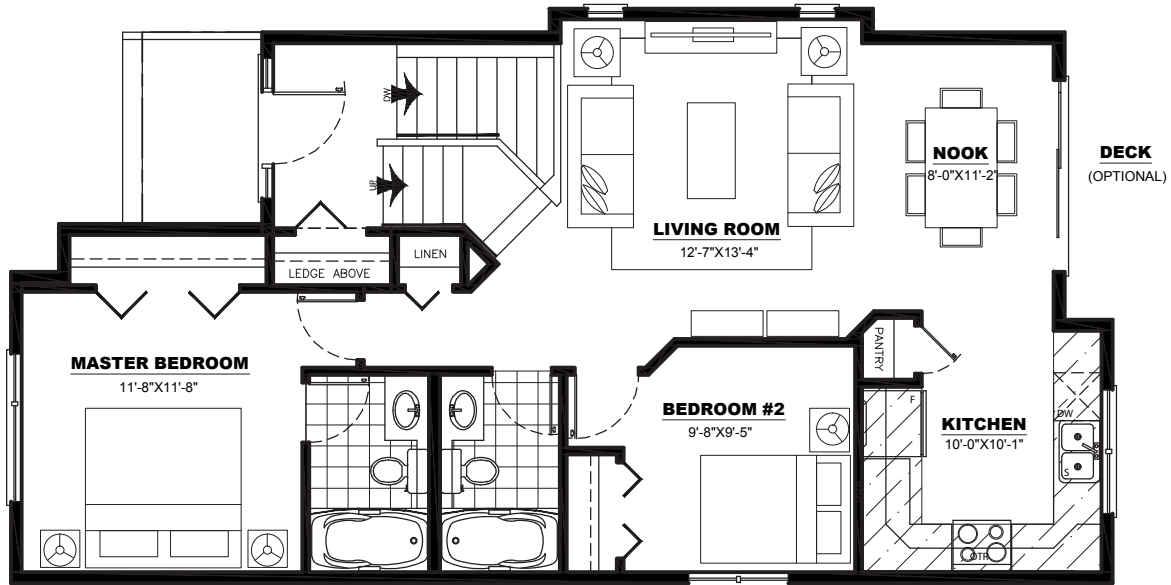 DW
UP
LIVING ROOM
12'-7"X13'-4"
NOOK
8'-0"X11'-2"
DECK
(OPTIONAL)
LEDGE ABOVE
LINEN
MASTER BEDROOM
11'-8"X11'-8"
BEDROOM #2
9'-8"X9'-5"
PANTRY
F
KITCHEN
10'-0"X10'-1"
DW
S
OTR